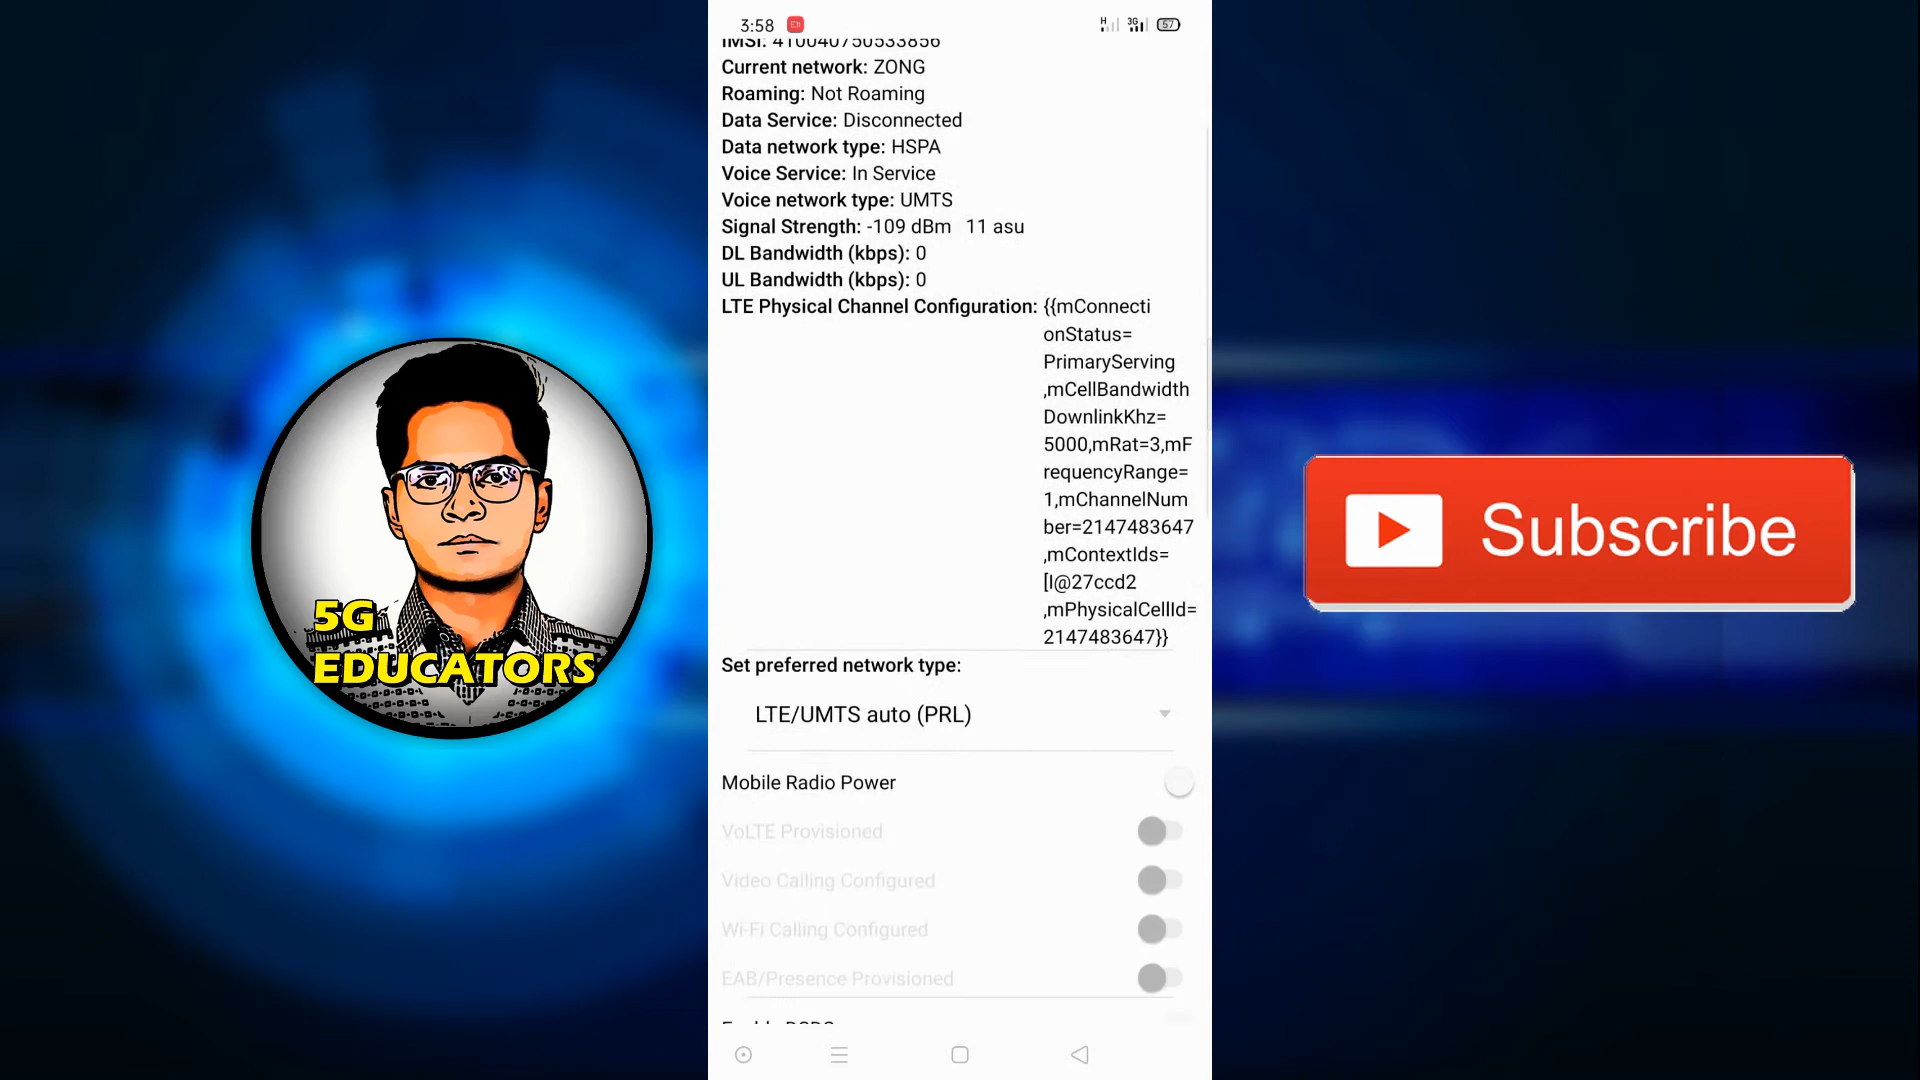 3:58
H
3G
57
IMSI: 410040750533856
Current network: ZONG
Roaming: Not Roaming
Data Service: Disconnected
Data network type: HSPA
Voice Service: In Service
Voice network type: UMTS
Signal Strength: -109 dBm 11 asu
DL Bandwidth (kbps): 0
UL Bandwidth (kbps): 0
LTE Physical Channel Configuration: {{mConnecti
onStatus=
PrimaryServing
,mCellBandwidth
DownlinkKhz=
5000,mRat=3,mF
requencyRange=
1,mChannelNum
ber=2147483647
,mContextIds=
[I@27ccd2
,mPhysicalCellId=
2147483647}}
Set preferred network type:
LTE/UMTS auto (PRL)
Mobile Radio Power
VoLTE Provisioned
Video Calling Configured
Wi-Fi Calling Configured
EAB/Presence Provisioned
5G
EDUCATORS
Subscribe